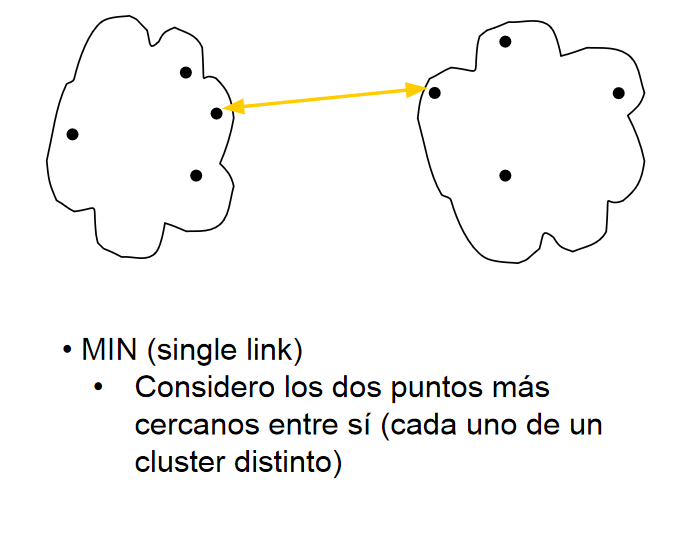 • MIN (single link)
• Considero los dos puntos más
cercanos entre sí (cada uno de un
cluster distinto)